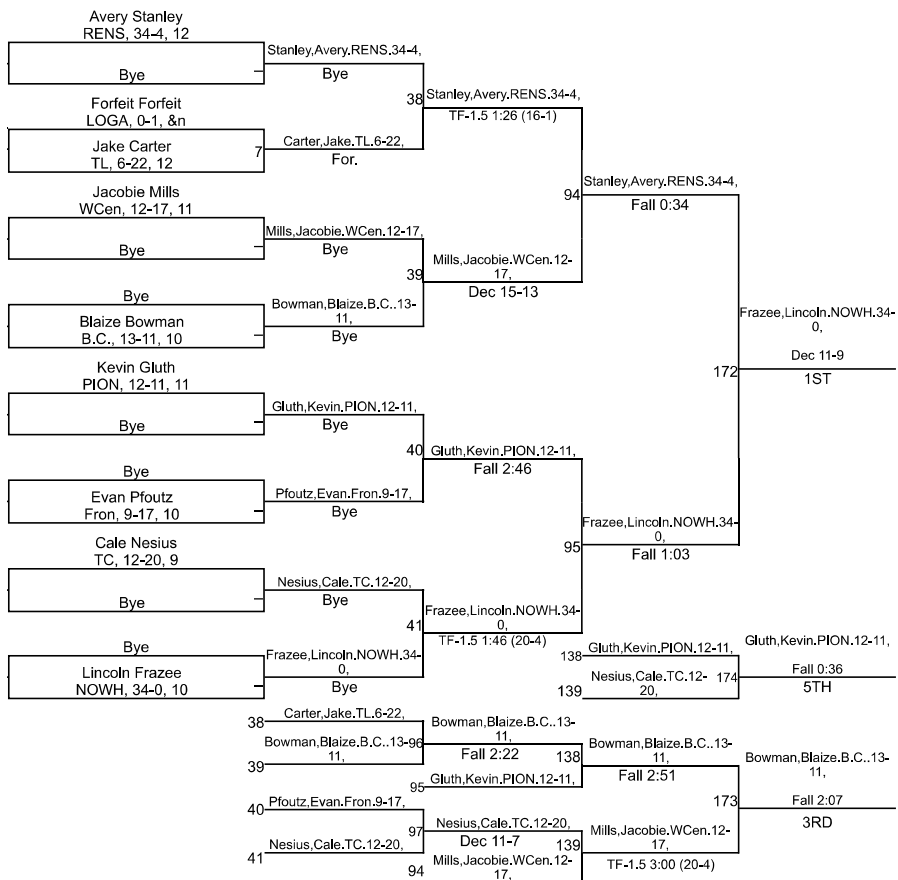 Avery Stanley
RENS, 34-4, 12
Bye
Forfeit Forfeit
LOGA, 0-1, &n
Jake Carter
TL, 6-22, 12
7
Jacobie Mills
WCen, 12-17, 11
Bye
Bye
Blaize Bowman
B.C., 13-11, 10
Kevin Gluth
PION, 12-11, 11
Bye
Bye
Evan Pfoutz
Fron, 9-17, 10
Cale Nesius
TC, 12-20, 9
Bye
Bye
Lincoln Frazee
NOWH, 34-0, 10
Stanley,Avery.RENS.34-4,
Bye
38
Carter,Jake.TL.6-22,
For.
Mills,Jacobie.WCen.12-17,
Bye
39
Bowman,Blaize.B.C..13-
11,
Bye
Gluth,Kevin.PION.12-11,
Bye
40
Pfoutz,Evan.Fron.9-17,
Bye
Nesius,Cale.TC.12-20,
Bye
41
Frazee,Lincoln.NOWH.34-
0,
Bye
Stanley,Avery.RENS.34-4,
TF-1.5 1:26 (16-1)
94
Mills,Jacobie.WCen.12-
17,
Dec 15-13
Gluth,Kevin.PION.12-11,
Fall 2:46
95
Frazee,Lincoln.NOWH.34-
0,
TF-1.5 1:46 (20-4)
Stanley,Avery.RENS.34-4,
Fall 0:34
172
Frazee,Lincoln.NOWH.34-
0,
Fall 1:03
Frazee,Lincoln.NOWH.34-
0,
Dec 11-9
1ST
138
Gluth,Kevin.PION.12-11,
139
Nesius,Cale.TC.12-
20,
174
Gluth,Kevin.PION.12-11,
Fall 0:36
5TH
38
Carter,Jake.TL.6-22,
39
Bowman,Blaize.B.C..13-
11,
96
Bowman,Blaize.B.C..13-
11,
Fall 2:22
95
Gluth,Kevin.PION.12-11,
138
Bowman,Blaize.B.C..13-
11,
Fall 2:51
40
Pfoutz,Evan.Fron.9-17,
41
Nesius,Cale.TC.12-20,
97
Nesius,Cale.TC.12-20,
Dec 11-7
94
Mills,Jacobie.WCen.12-
17,
139
Mills,Jacobie.WCen.12-
17,
TF-1.5 3:00 (20-4)
173
Bowman,Blaize.B.C..13-
11,
Fall 2:07
3RD